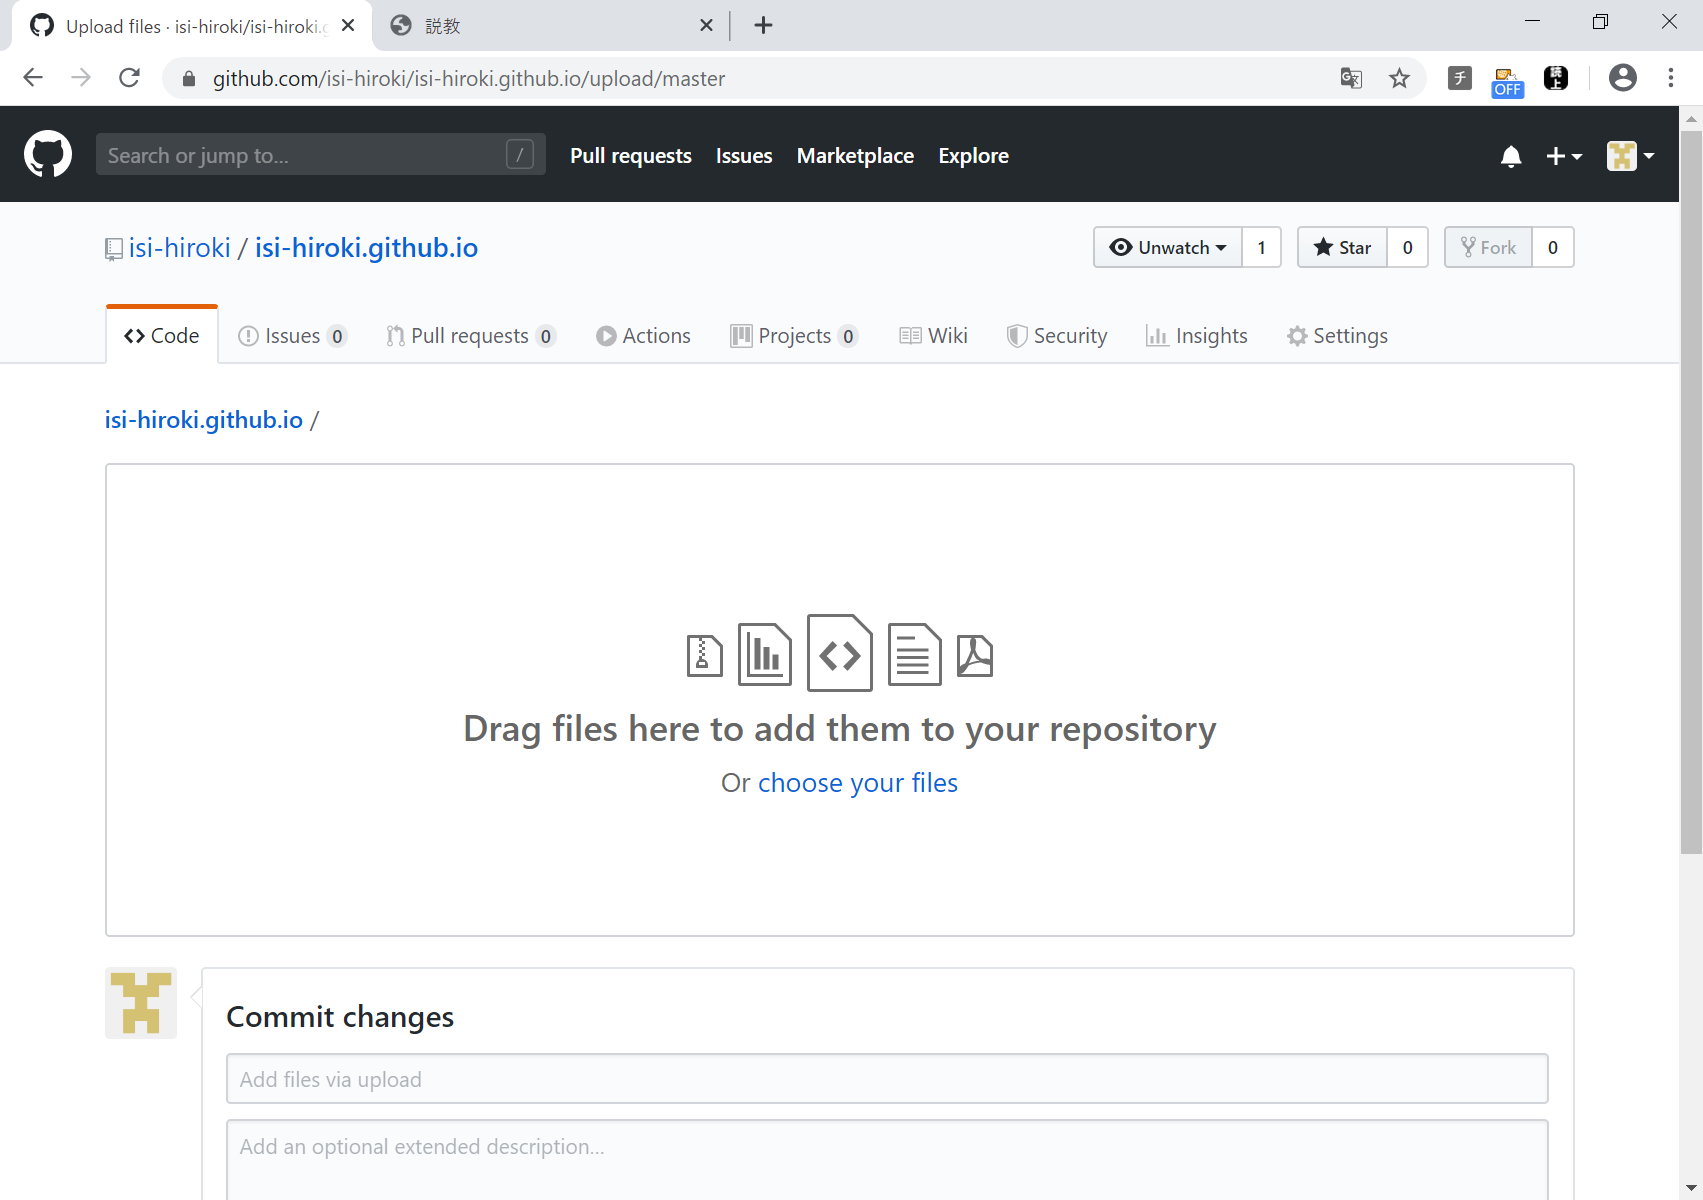 Upload files · isi-hiroki/isi-hiroki.g
説教
github.com/isi-hiroki/isi-hiroki.github.io/upload/master
チ
OFF
読上
Search or jump to...
/
Pull requests
Issues
Marketplace
Explore
isi-hiroki / isi-hiroki.github.io
Unwatch 1
Star 0
Fork 0
Code
Issues 0
Pull requests 0
Actions
Projects 0
Wiki
Security
Insights
Settings
isi-hiroki.github.io /
Drag files here to add them to your repository
Or choose your files
Commit changes
Add files via upload
Add an optional extended description...